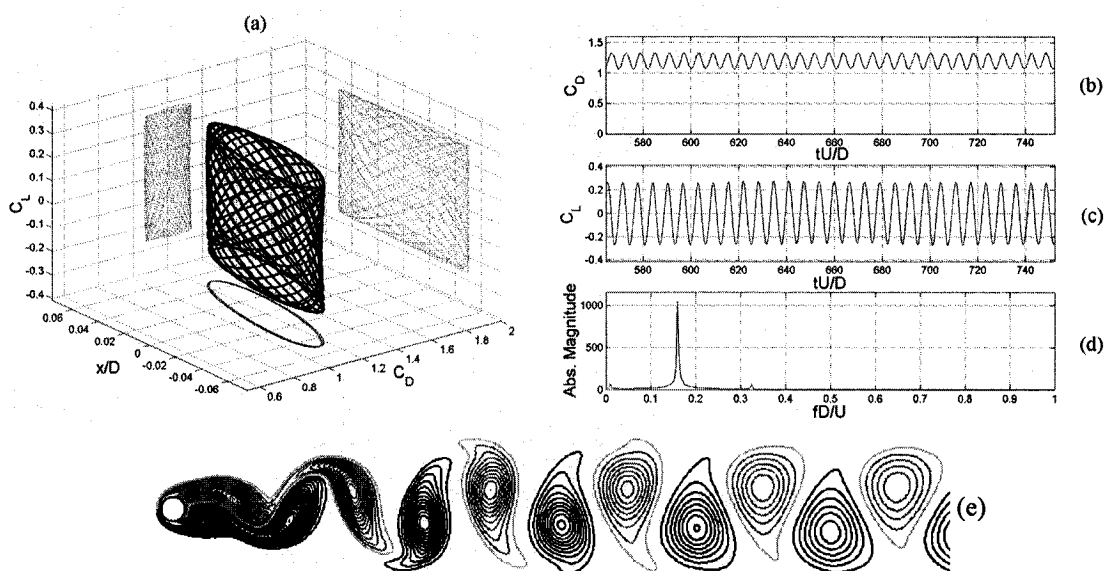 (a)
0.4
0.3
0.2
0.1
0
-0.1
-0.2
-0.3
-0.4
C_L
0.06
0.04
0.02
0
-0.02
-0.04
-0.06
x/D
0.6
0.8
1
1.2
1.4
1.6
1.8
2
C_D
1.5
1
0.5
0
C_D
580 600 620 640 660 680 700 720 740
tU/D
(b)
0.4
0.2
0
-0.2
-0.4
C_L
580 600 620 640 660 680 700 720 740
tU/D
(c)
1000
500
0
Abs. Magnitude
0 0.1 0.2 0.3 0.4 0.5 0.6 0.7 0.8 0.9 1
fD/U
(d)
(e)